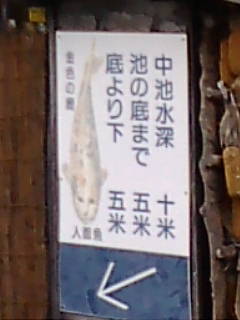 中池水深 十米
池の底まで 五米
底より下 五米
金色の鯉
人面魚